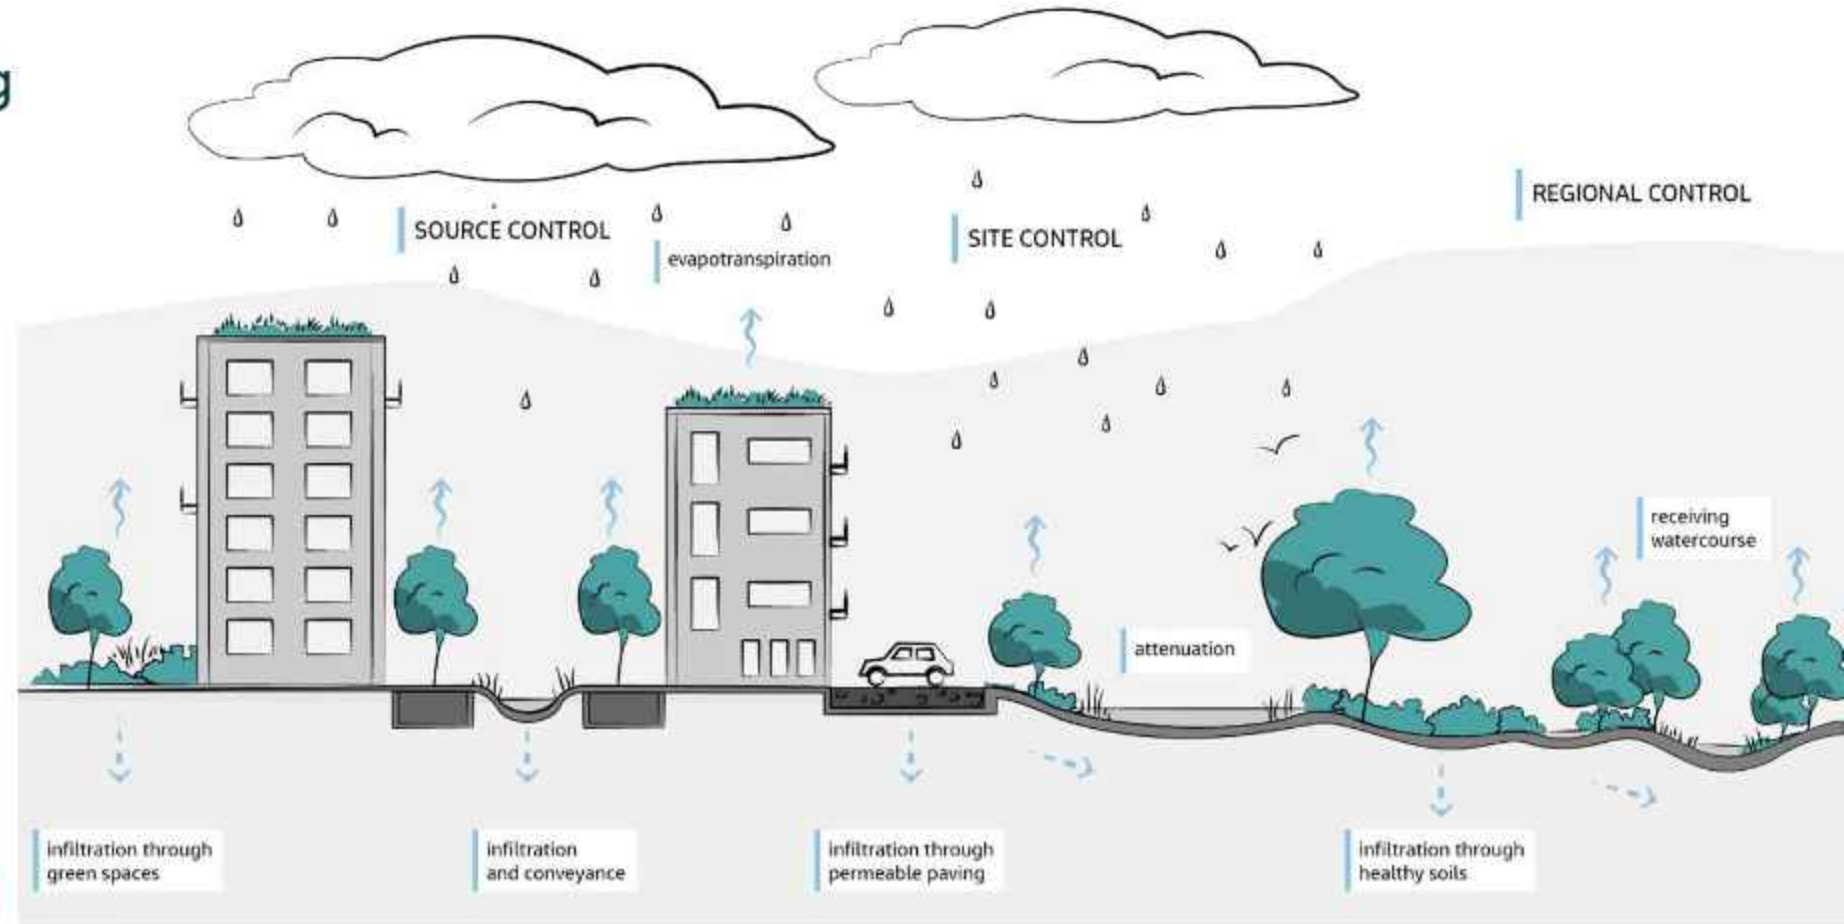 g
REGIONAL CONTROL
SOURCE CONTROL
SITE CONTROL
evapotranspiration
receiving
watercourse
attenuation
infiltration through
green spaces
infiltration
and conveyance
infiltration through
permeable paving
infiltration through
healthy soils